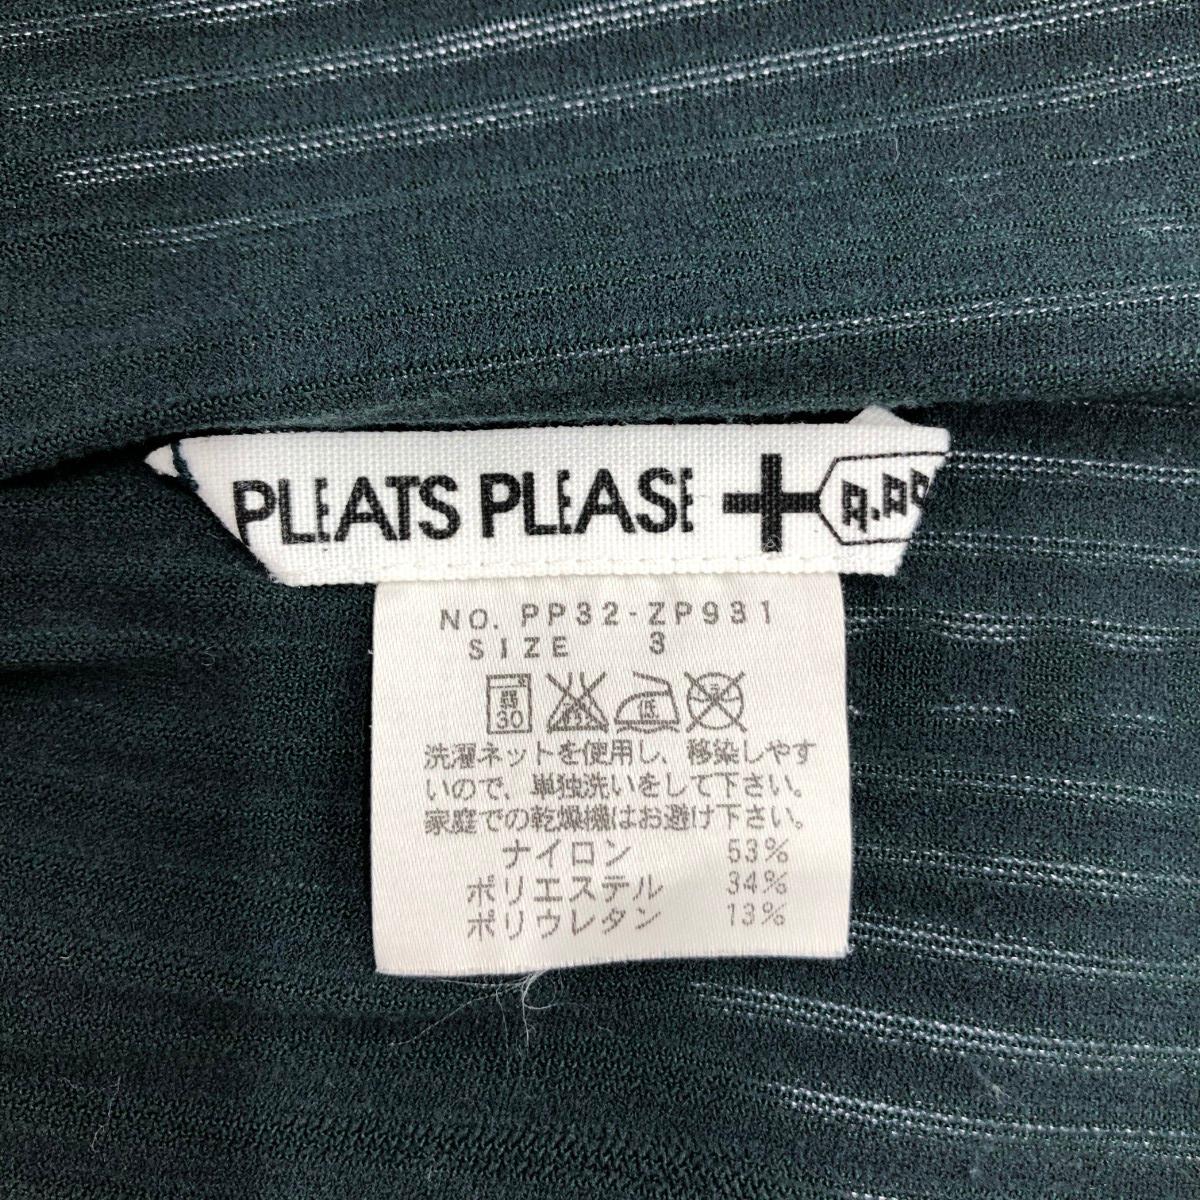 PLEATS PLEASE +
NO. PP32-ZP931
SIZE 3
弱 30 低
洗濯ネットを使用し、移染しやす
いので、単独洗いをして下さい。
家庭での乾燥機はお避け下さい。
ナイロン 53%
ポリエステル 34%
ポリウレタン 13%